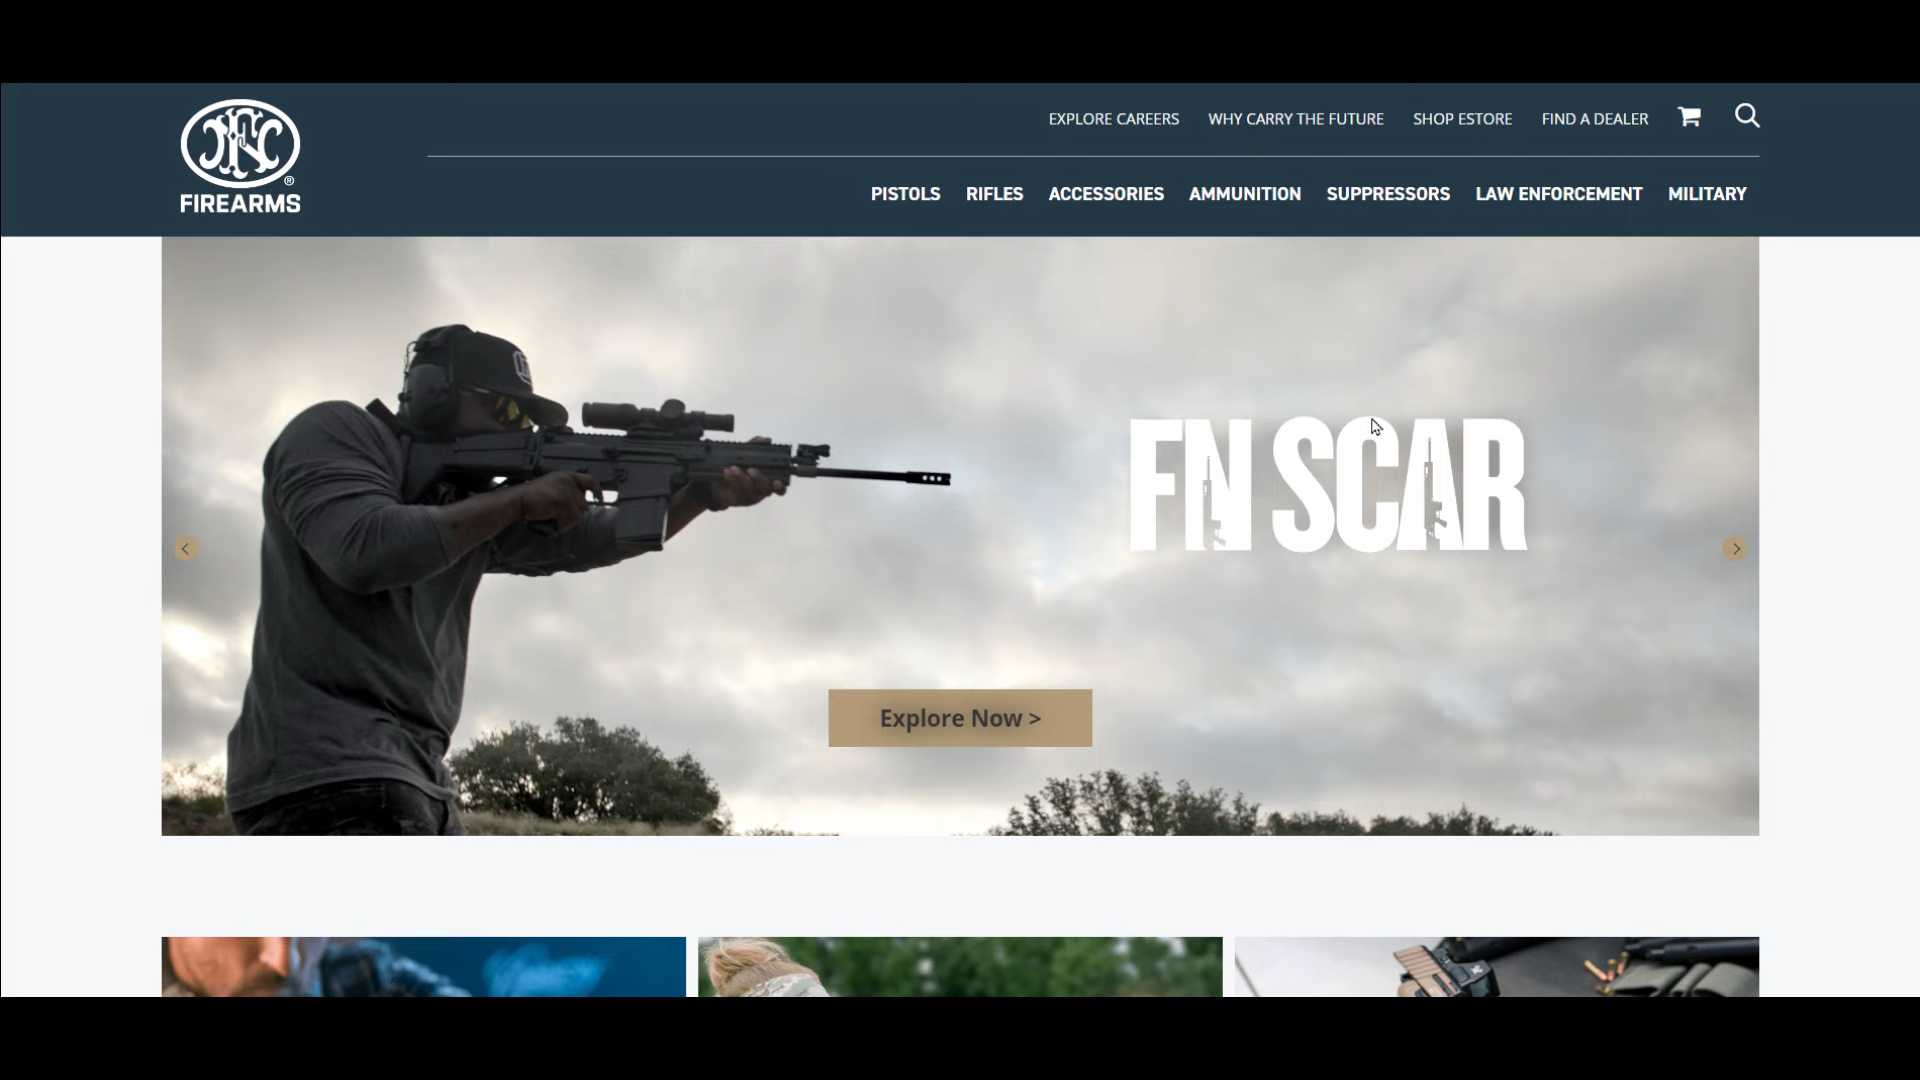 EXPLORE CAREERS WHY CARRY THE FUTURE SHOP ESTORE FIND A DEALER
FN
FIREARMS
PISTOLS RIFLES ACCESSORIES AMMUNITION SUPPRESSORS LAW ENFORCEMENT MILITARY
FN SCAR
Explore Now >